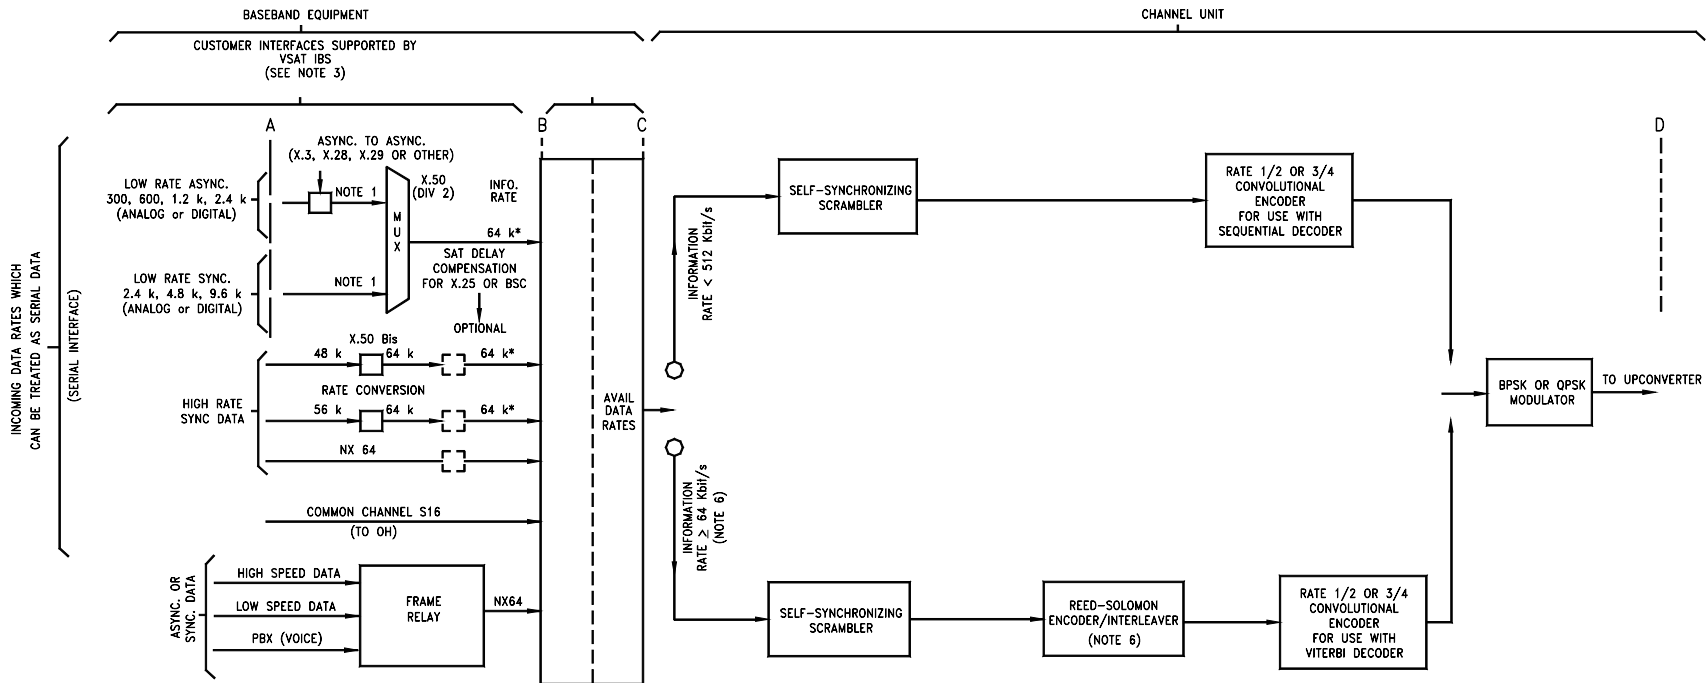 BASEBAND EQUIPMENT
CHANNEL UNIT
CUSTOMER INTERFACES SUPPORTED BY
VSAT IBS
(SEE NOTE 3)
A
B
C
D
INCOMING DATA RATES WHICH
CAN BE TREATED AS SERIAL DATA
(SERIAL INTERFACE)
ASYNC. TO ASYNC.
(X.3, X.28, X.29 OR OTHER)
LOW RATE ASYNC.
300, 600, 1.2 k, 2.4 k
(ANALOG or DIGITAL)
NOTE 1
X.50
(DIV 2)
MUX
INFO.
RATE
64 k*
SAT DELAY
COMPENSATION
FOR X.25 OR BSC
OPTIONAL
LOW RATE SYNC.
2.4 k, 4.8 k, 9.6 k
(ANALOG or DIGITAL)
NOTE 1
HIGH RATE
SYNC DATA
X.50 Bis
48 k
64 k
64 k*
RATE CONVERSION
56 k
64 k
64 k*
NX 64
COMMON CHANNEL S16
(TO OH)
ASYNC. OR
SYNC. DATA
HIGH SPEED DATA
LOW SPEED DATA
PBX (VOICE)
FRAME
RELAY
NX64
AVAIL
DATA
RATES
INFORMATION
RATE < 512 Kbit/s
SELF-SYNCHRONIZING
SCRAMBLER
RATE 1/2 OR 3/4
CONVOLUTIONAL
ENCODER
FOR USE WITH
SEQUENTIAL DECODER
INFORMATION
RATE ≥ 64 Kbit/s
(NOTE 6)
SELF-SYNCHRONIZING
SCRAMBLER
REED-SOLOMON
ENCODER/INTERLEAVER
(NOTE 6)
RATE 1/2 OR 3/4
CONVOLUTIONAL
ENCODER
FOR USE WITH
VITERBI DECODER
BPSK OR QPSK
MODULATOR
TO UPCONVERTER